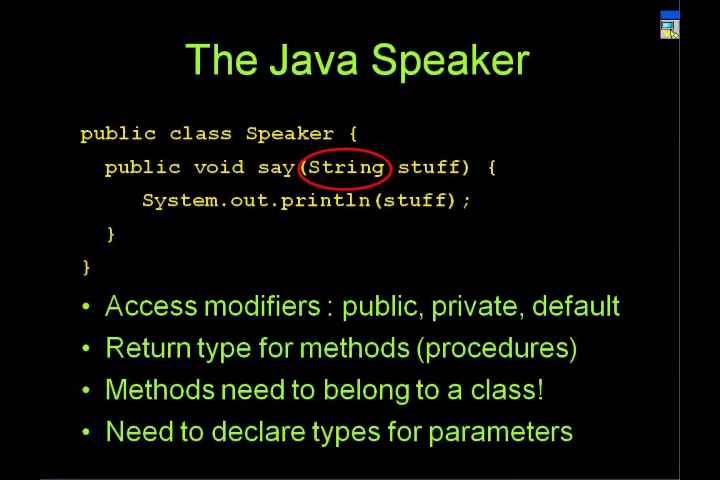 The Java Speaker
public class Speaker {
public void say(String stuff) {
System.out.println(stuff);
}
}
• Access modifiers : public, private, default
• Return type for methods (procedures)
• Methods need to belong to a class!
• Need to declare types for parameters